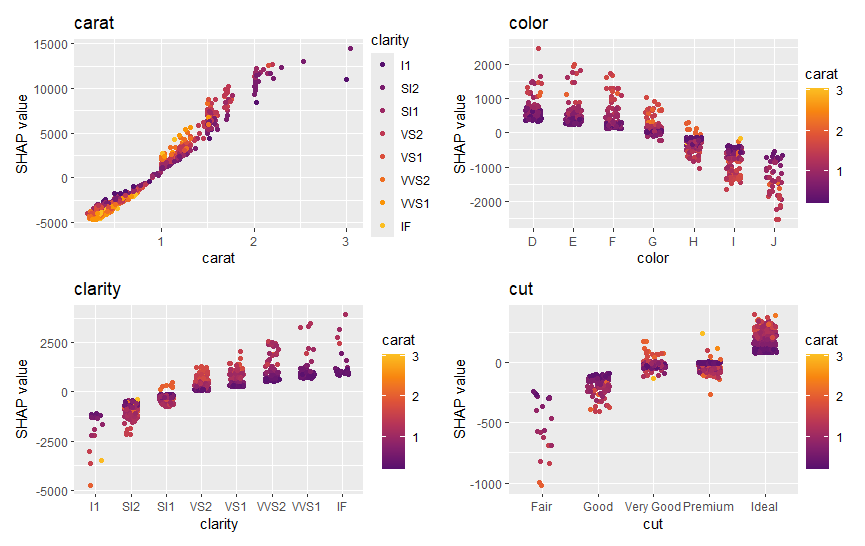 carat
15000
10000
5000
0
-5000
SHAP value
1
2
3
carat
clarity
I1
SI2
SI1
VS2
VS1
VVS2
VVS1
IF
color
2000
1000
0
-1000
-2000
SHAP value
D E F G H I J
color
carat
3
2
1
clarity
2500
0
-2500
-5000
SHAP value
I1 SI2 SI1 VS2 VS1 VVS2 VVS1 IF
clarity
carat
3
2
1
cut
0
-500
-1000
SHAP value
Fair Good Very Good Premium Ideal
cut
carat
3
2
1